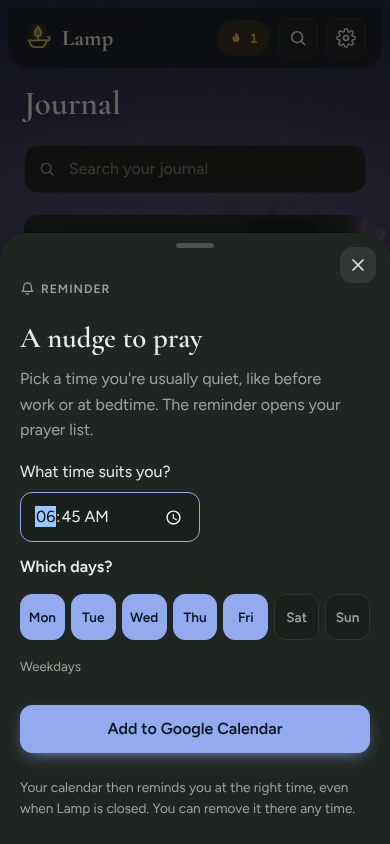 Lamp
1
Journal
Search your journal
REMINDER
A nudge to pray
Pick a time you're usually quiet, like before
work or at bedtime. The reminder opens your
prayer list.
What time suits you?
06:45 AM
Which days?
Mon Tue Wed Thu Fri Sat Sun
Weekdays
Add to Google Calendar
Your calendar then reminds you at the right time, even
when Lamp is closed. You can remove it there any time.